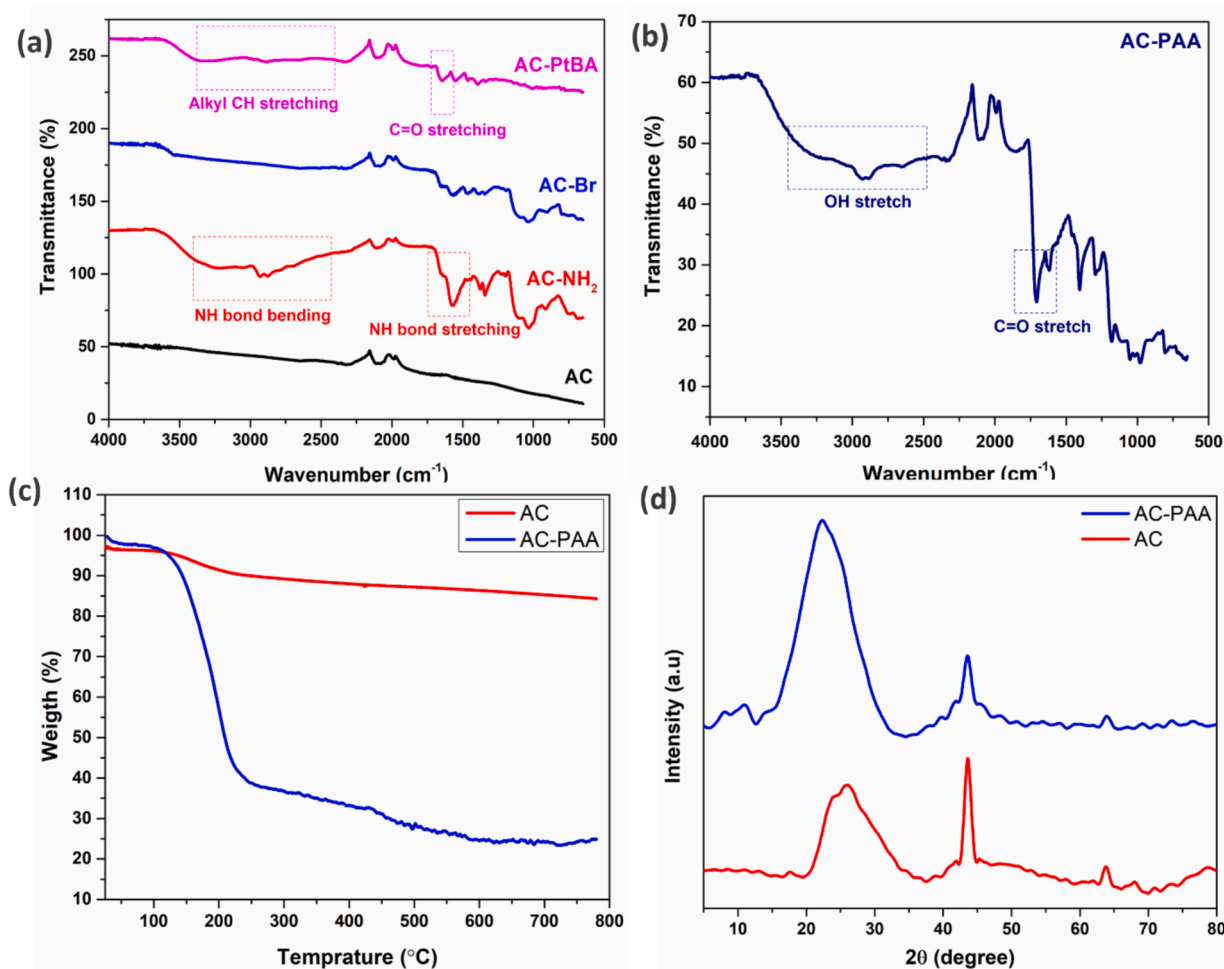 (a)
AC-PtBA
Alkyl CH stretching
C=O stretching
AC-Br
AC-NH₂
NH bond bending
NH bond stretching
AC
Transmittance (%)
250
200
150
100
50
0
4000 3500 3000 2500 2000 1500 1000 500
Wavenumber (cm⁻¹)
(b)
AC-PAA
OH stretch
C=O stretch
Transmittance (%)
70
60
50
40
30
20
10
4000 3500 3000 2500 2000 1500 1000 500
Wavenumber (cm⁻¹)
(c)
AC
AC-PAA
Weigth (%)
110
100
90
80
70
60
50
40
30
20
10
100 200 300 400 500 600 700 800
Temprature (°C)
(d)
AC-PAA
AC
Intensity (a.u)
10 20 30 40 50 60 70 80
2θ (degree)